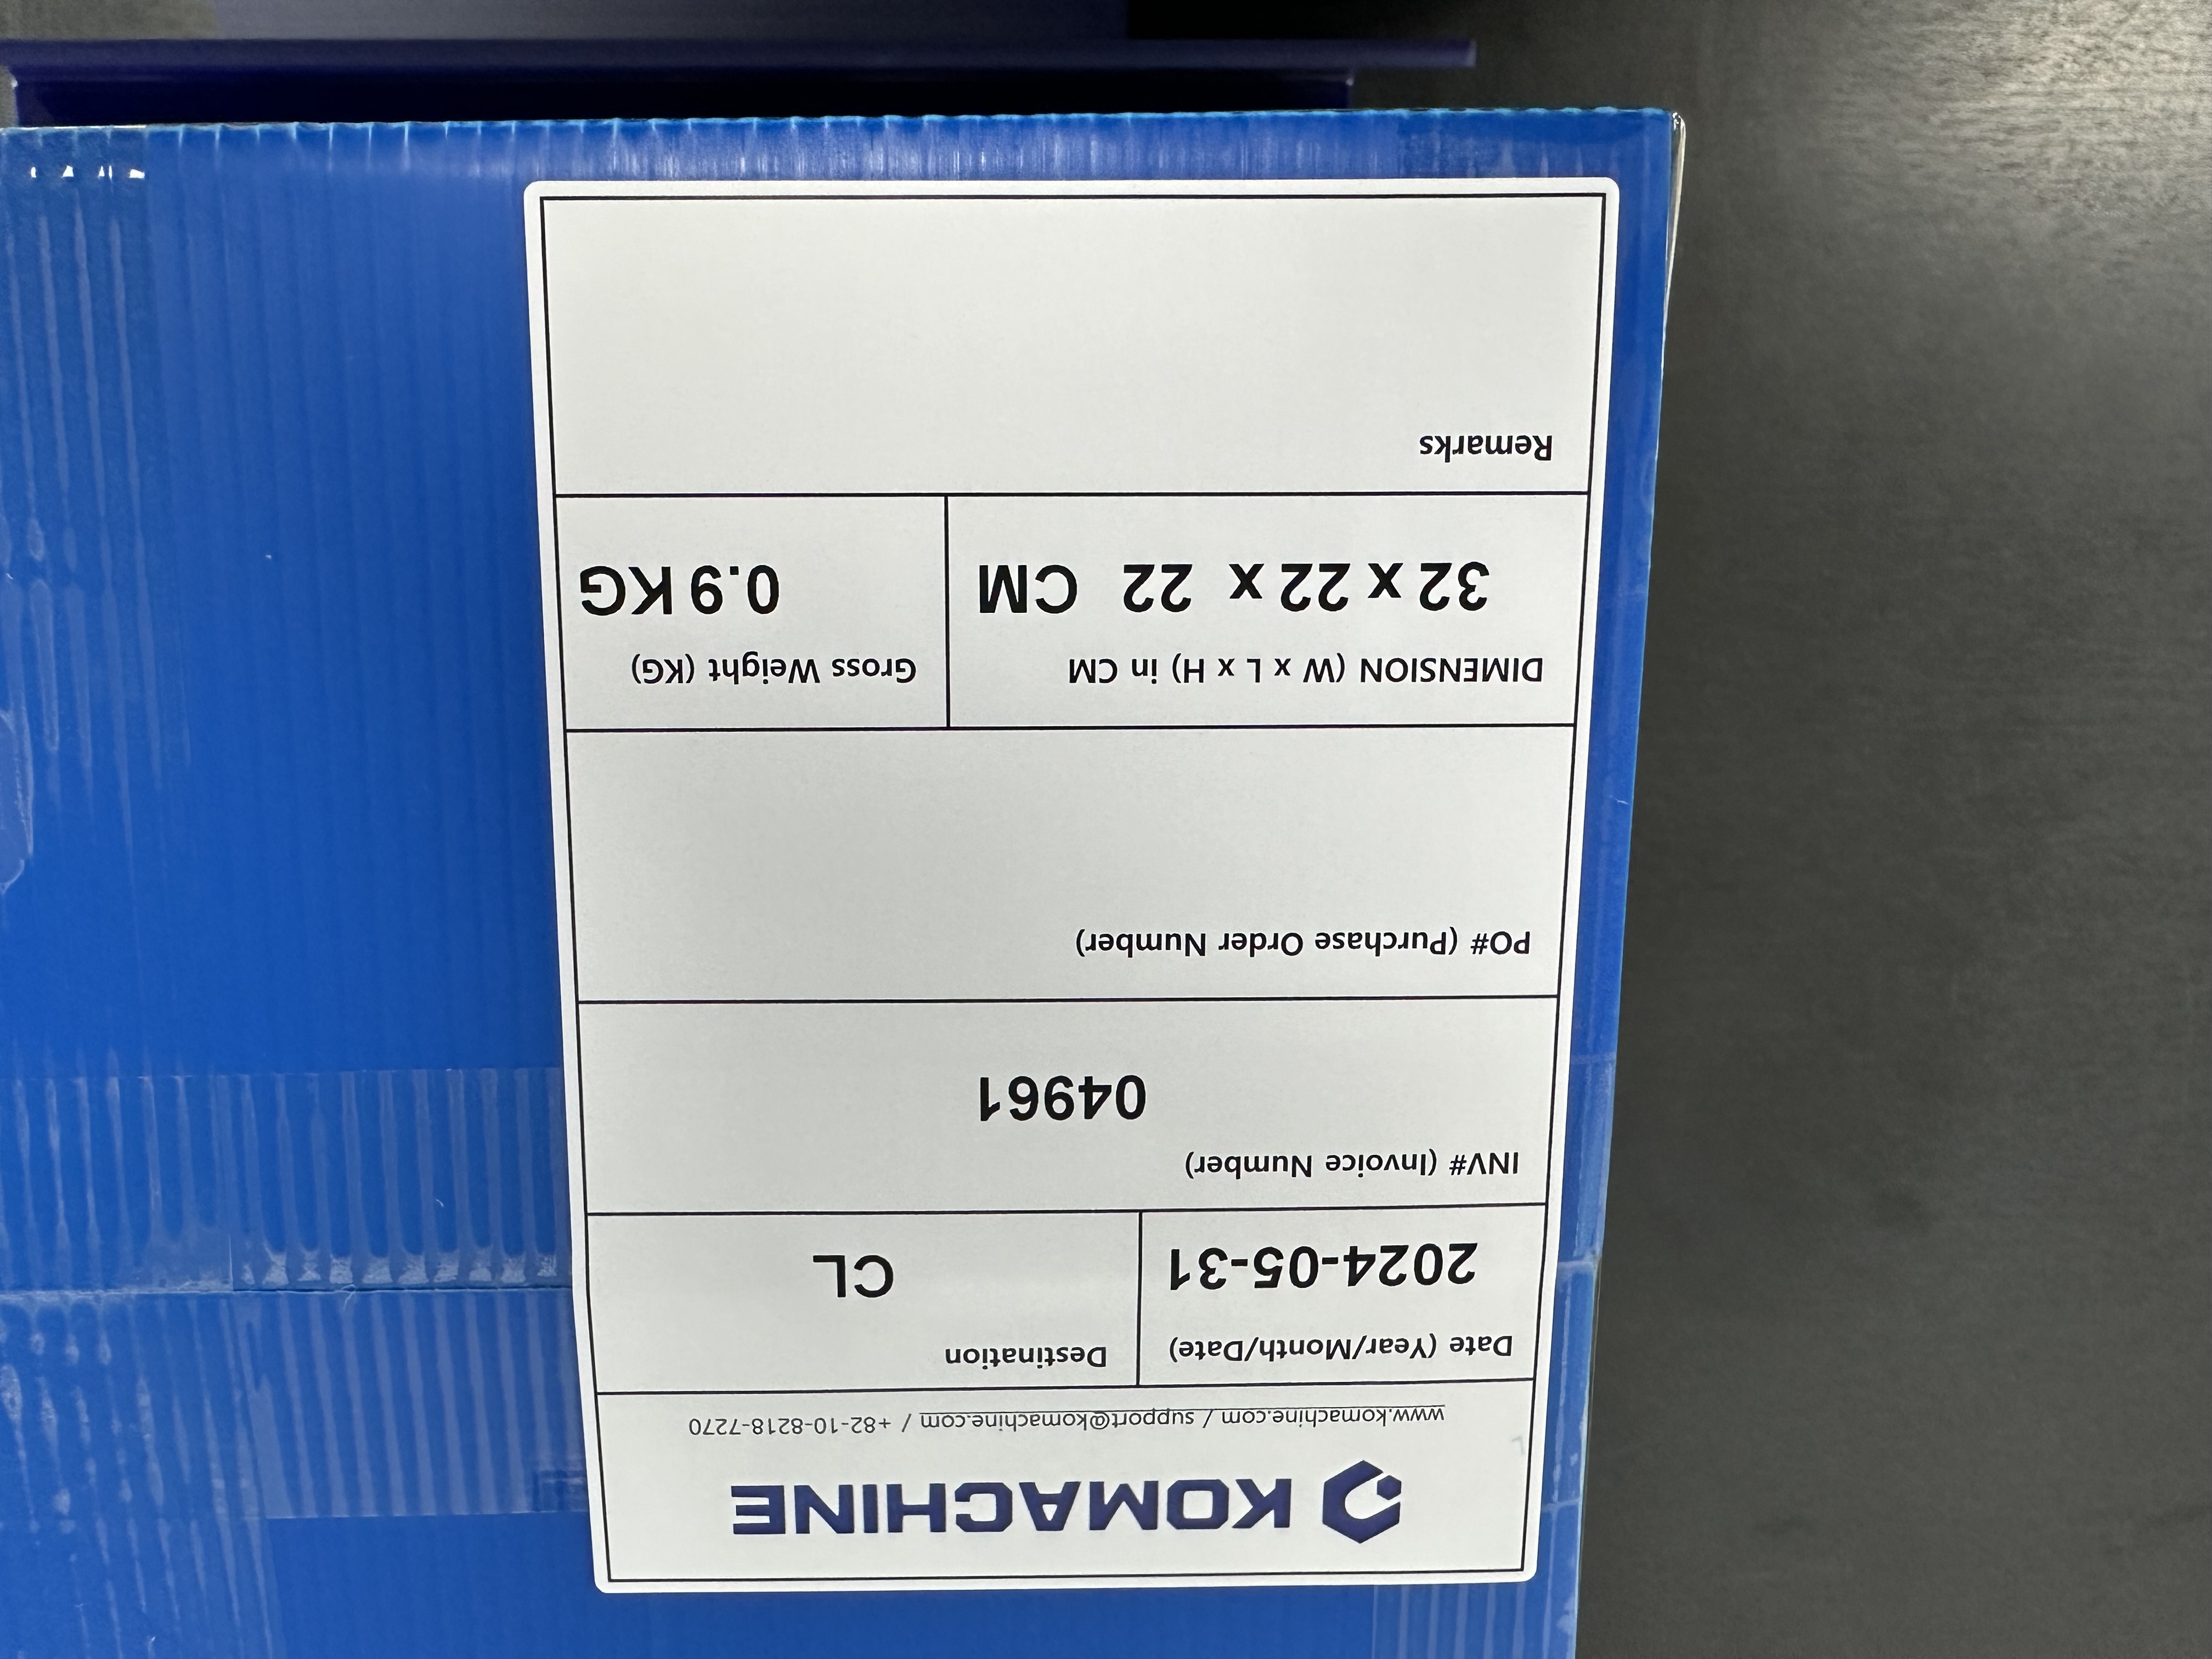 KOMACHINE
www.komachine.com / support@komachine.com / +82-10-8218-7270
Date (Year/Month/Date)
2024-05-31
Destination
CL
INV# (Invoice Number)
04961
PO# (Purchase Order Number)
DIMENSION (W x L x H) in CM
32 x 22 x 22 CM
Gross Weight (KG)
0.9 KG
Remarks